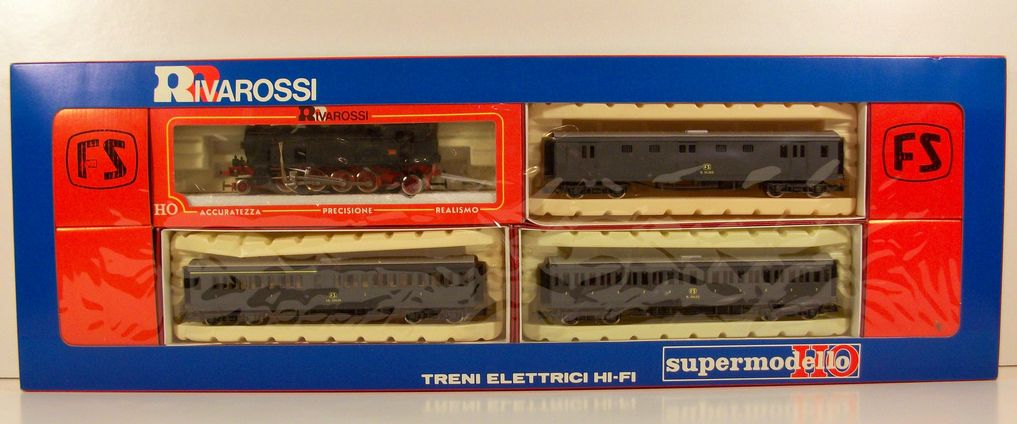 RIVAROSSI
RIVAROSSI
FS
FS
HO ACCURATEZZA PRECISIONE REALISMO
TRENI ELETTRICI HI-FI
supermodello HO